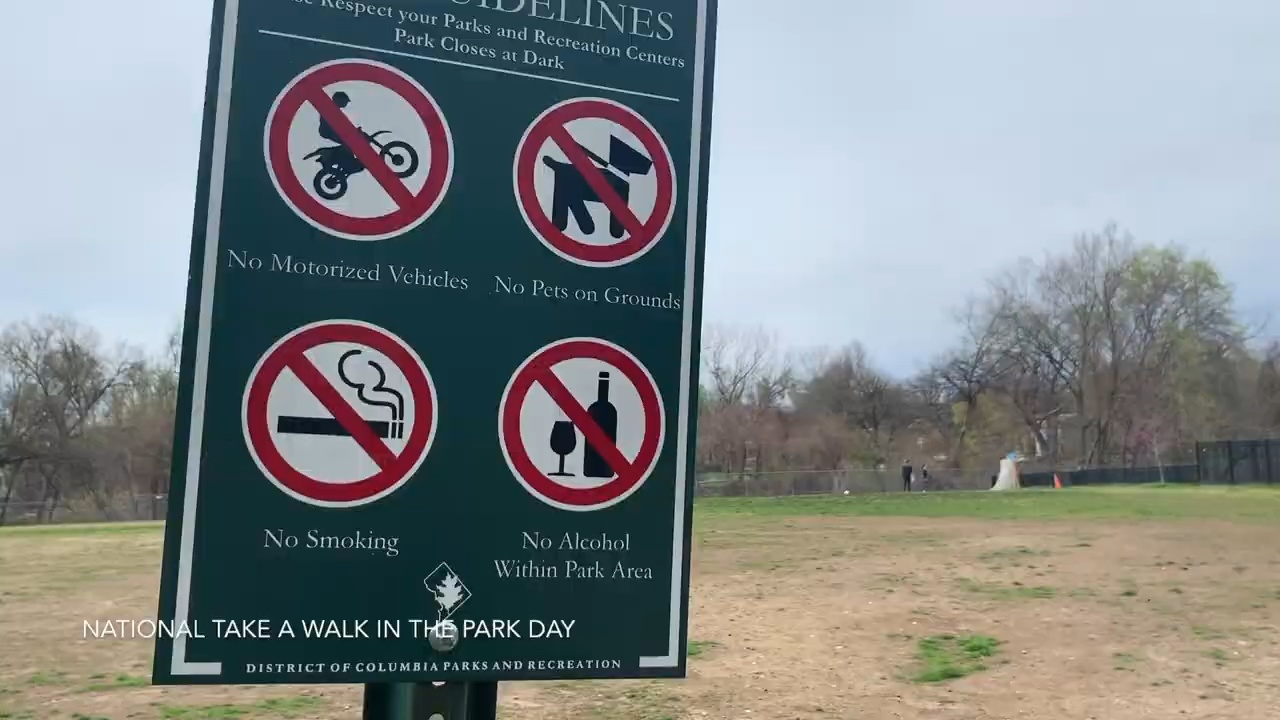 Respect your Parks and Recreation Centers
Park Closes at Dark
No Motorized Vehicles
No Pets on Grounds
No Smoking
No Alcohol
Within Park Area
NATIONAL TAKE A WALK IN THE PARK DAY
DISTRICT OF COLUMBIA PARKS AND RECREATION